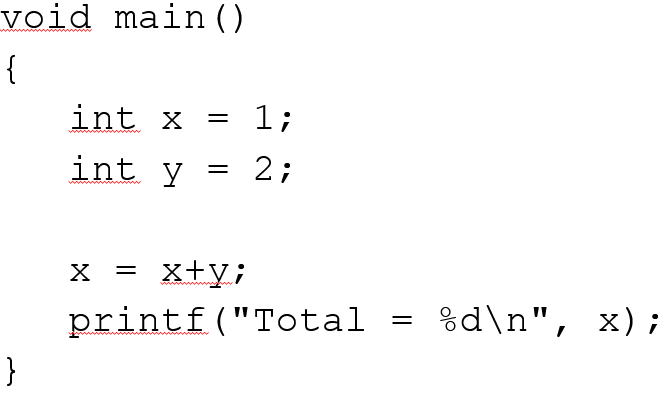 void main()
{
int x = 1;
int y = 2;
x = x+y;
printf("Total = %d\n", x);
}